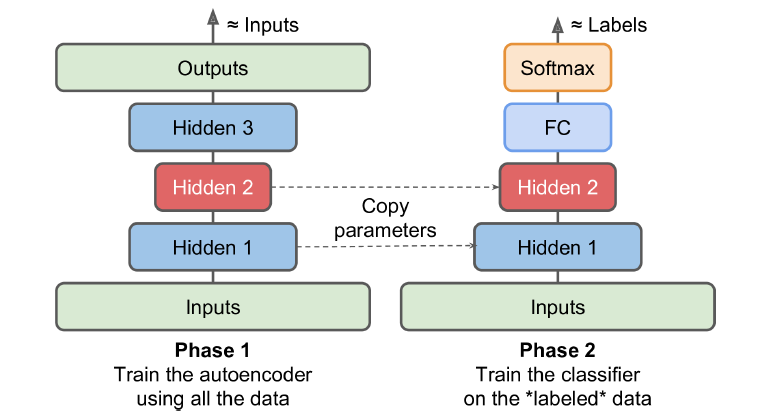 ≈ Inputs
Outputs
Hidden 3
Hidden 2
Hidden 1
Inputs
Phase 1
Train the autoencoder
using all the data
Copy
parameters
≈ Labels
Softmax
FC
Hidden 2
Hidden 1
Inputs
Phase 2
Train the classifier
on the *labeled* data